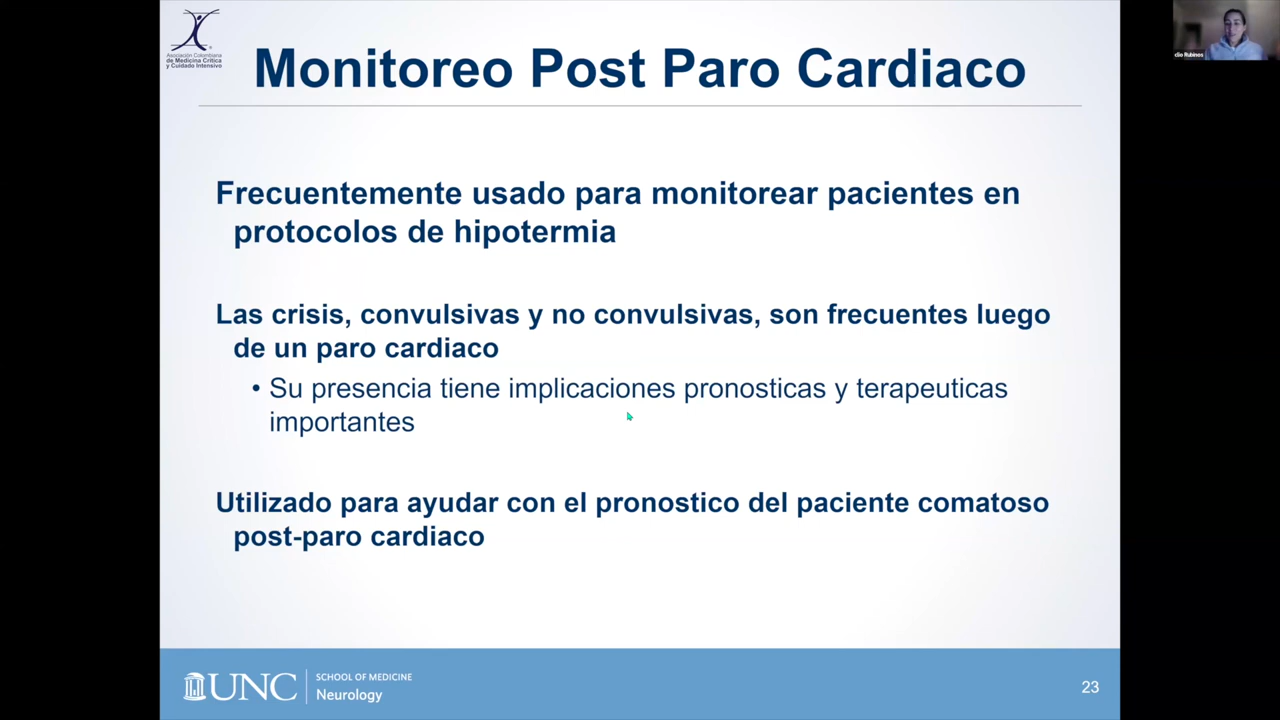 Asociación Colombiana
de Medicina Crítica
y Cuidado Intensivo
Monitoreo Post Paro Cardiaco
clio Rubinos
Frecuentemente usado para monitorear pacientes en
protocolos de hipotermia
Las crisis, convulsivas y no convulsivas, son frecuentes luego
de un paro cardiaco
• Su presencia tiene implicaciones pronosticas y terapeuticas
importantes
Utilizado para ayudar con el pronostico del paciente comatoso
post-paro cardiaco
UNC
SCHOOL OF MEDICINE
Neurology
23